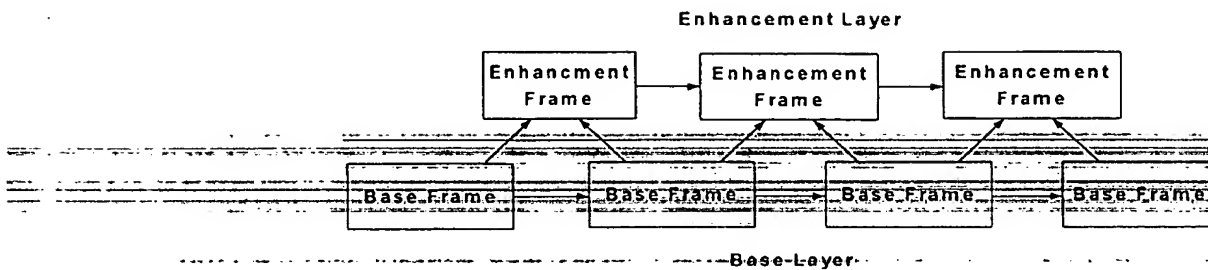 Enhancement Layer
Enhancment
Frame
Enhancement
Frame
Enhancement
Frame
Base Frame
Base Frame
Base Frame
Base Frame
Base-Layer